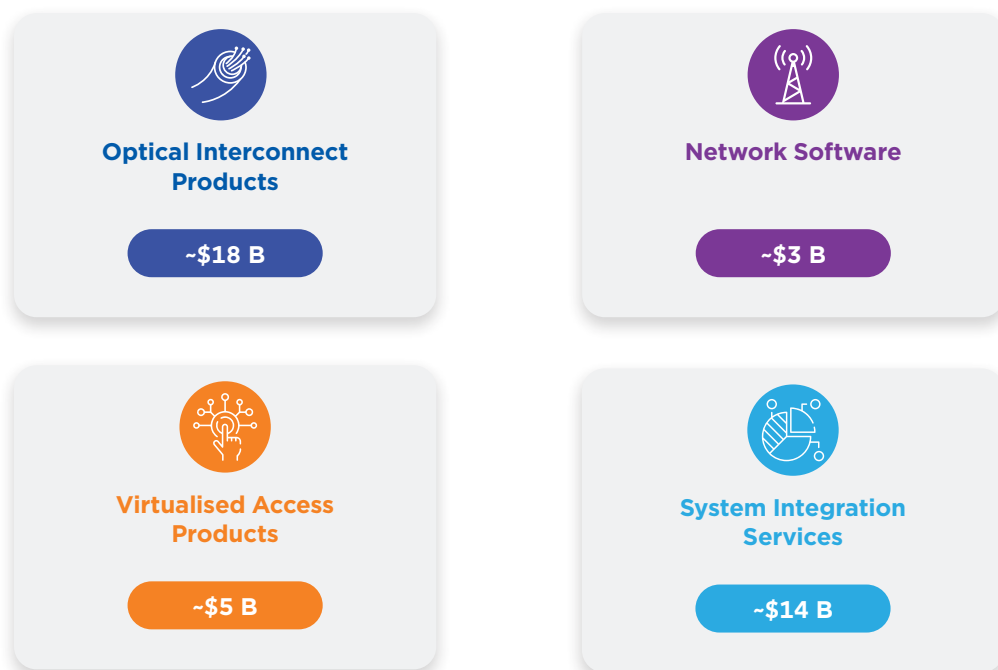 Optical Interconnect
Products
~$18 B
Network Software
~$3 B
Virtualised Access
Products
~$5 B
System Integration
Services
~$14 B